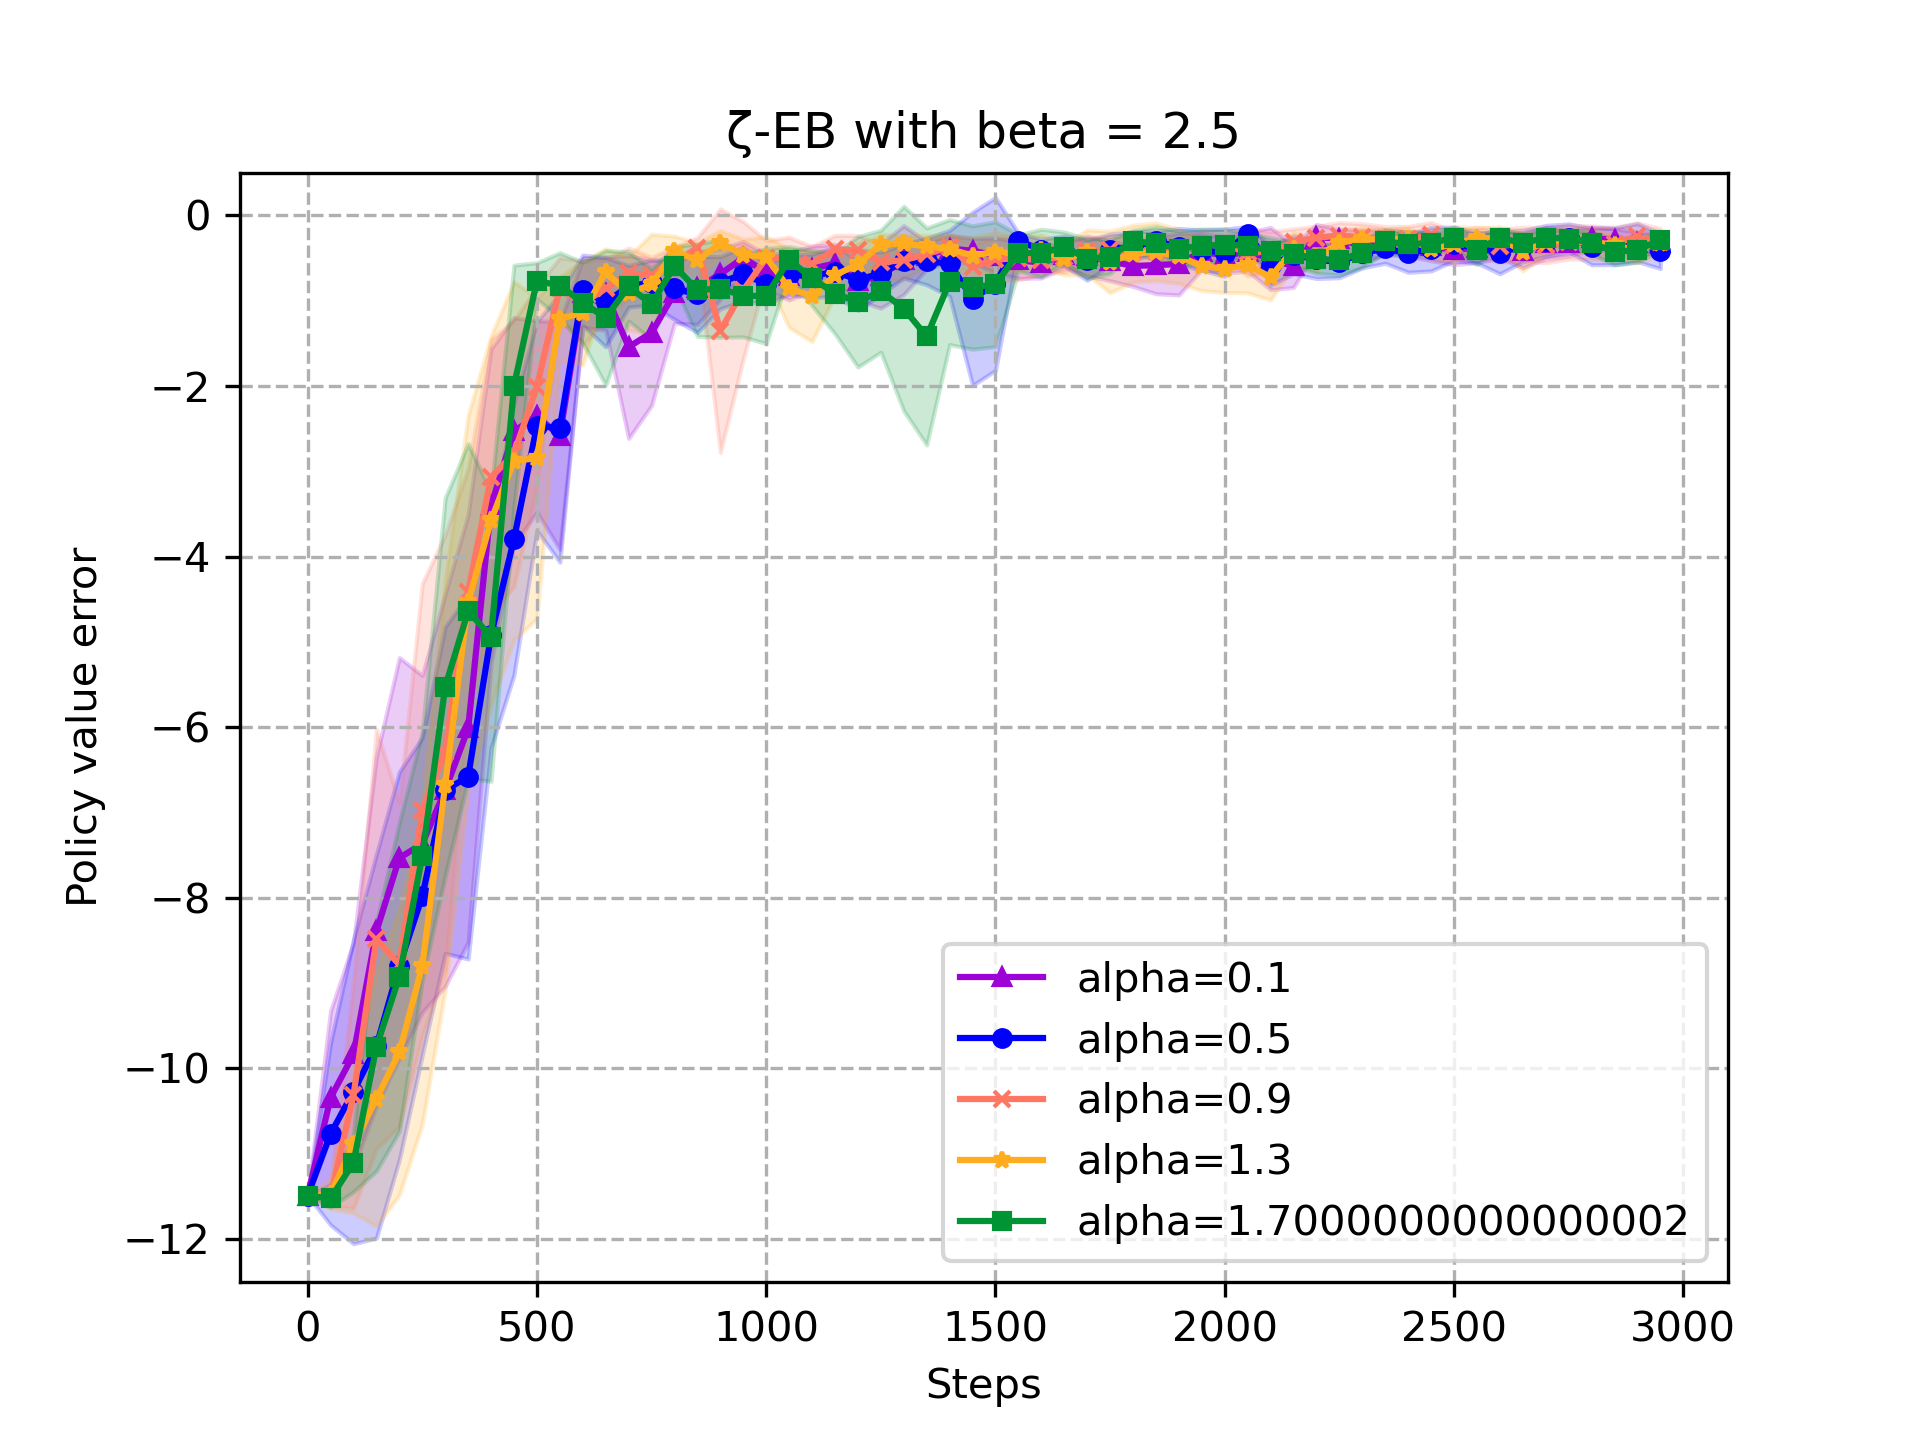 ζ-EB with beta = 2.5
Policy value error
0
−2
−4
−6
−8
−10
−12
0 500 1000 1500 2000 2500 3000
Steps
alpha=0.1
alpha=0.5
alpha=0.9
alpha=1.3
alpha=1.7000000000000002